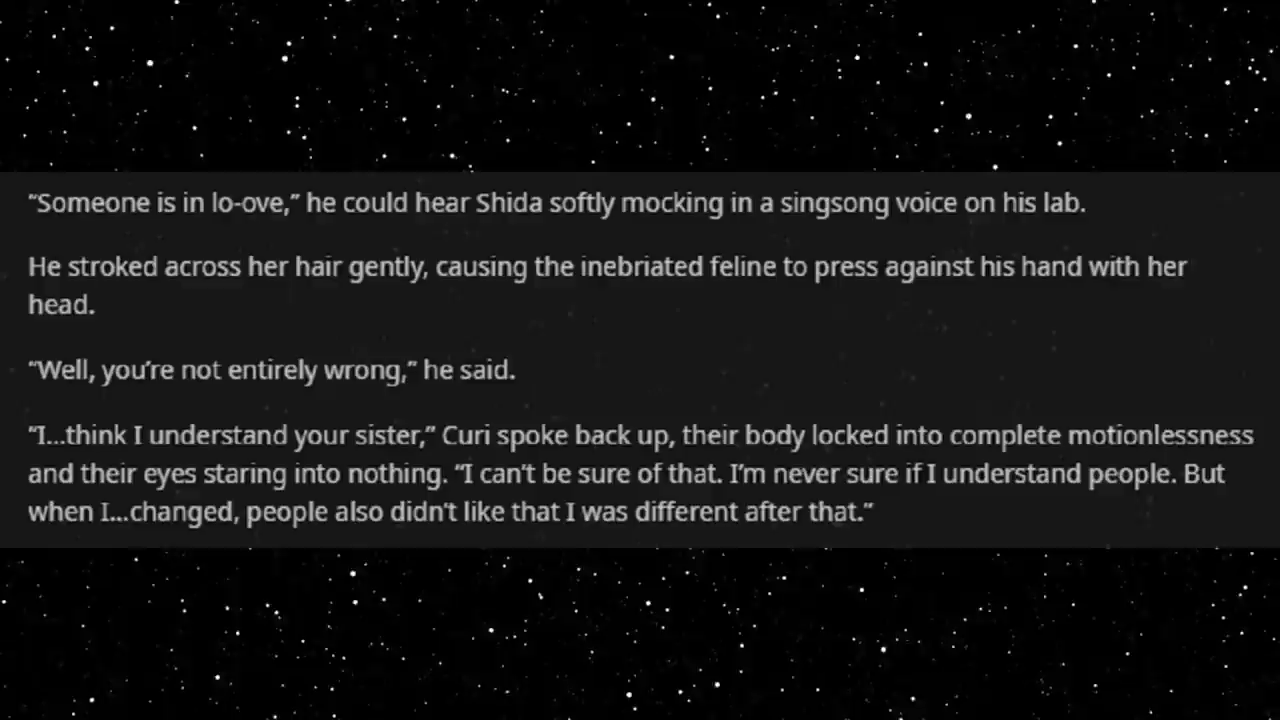 “Someone is in lo-ove,” he could hear Shida softly mocking in a singsong voice on his lab.
He stroked across her hair gently, causing the inebriated feline to press against his hand with her
head.
“Well, you’re not entirely wrong,” he said.
“I...think I understand your sister,” Curi spoke back up, their body locked into complete motionlessness
and their eyes staring into nothing. “I can’t be sure of that. I’m never sure if I understand people. But
when I...changed, people also didn’t like that I was different after that.”